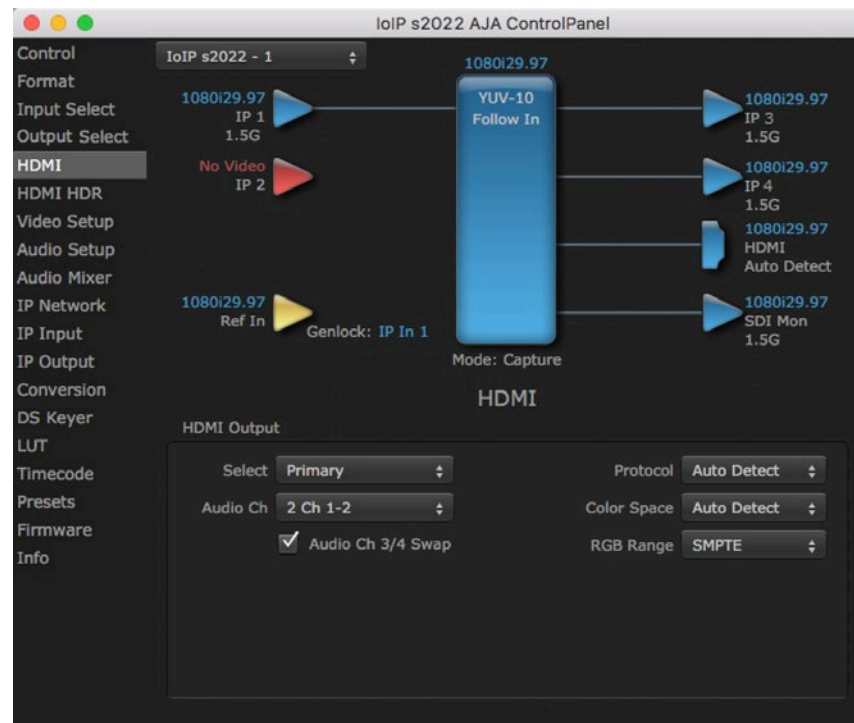 IoIP s2022 AJA ControlPanel
Control
Format
Input Select
Output Select
HDMI
HDMI HDR
Video Setup
Audio Setup
Audio Mixer
IP Network
IP Input
IP Output
Conversion
DS Keyer
LUT
Timecode
Presets
Firmware
Info
IoIP s2022 - 1
1080i29.97
1080i29.97
IP 1
1.5G
No Video
IP 2
1080i29.97
Ref In
Genlock: IP In 1
YUV-10
Follow In
Mode: Capture
1080i29.97
IP 3
1.5G
1080i29.97
IP 4
1.5G
1080i29.97
HDMI
Auto Detect
1080i29.97
SDI Mon
1.5G
HDMI
HDMI Output
Select Primary
Protocol Auto Detect
Audio Ch 2 Ch 1-2
Color Space Auto Detect
Audio Ch 3/4 Swap
RGB Range SMPTE